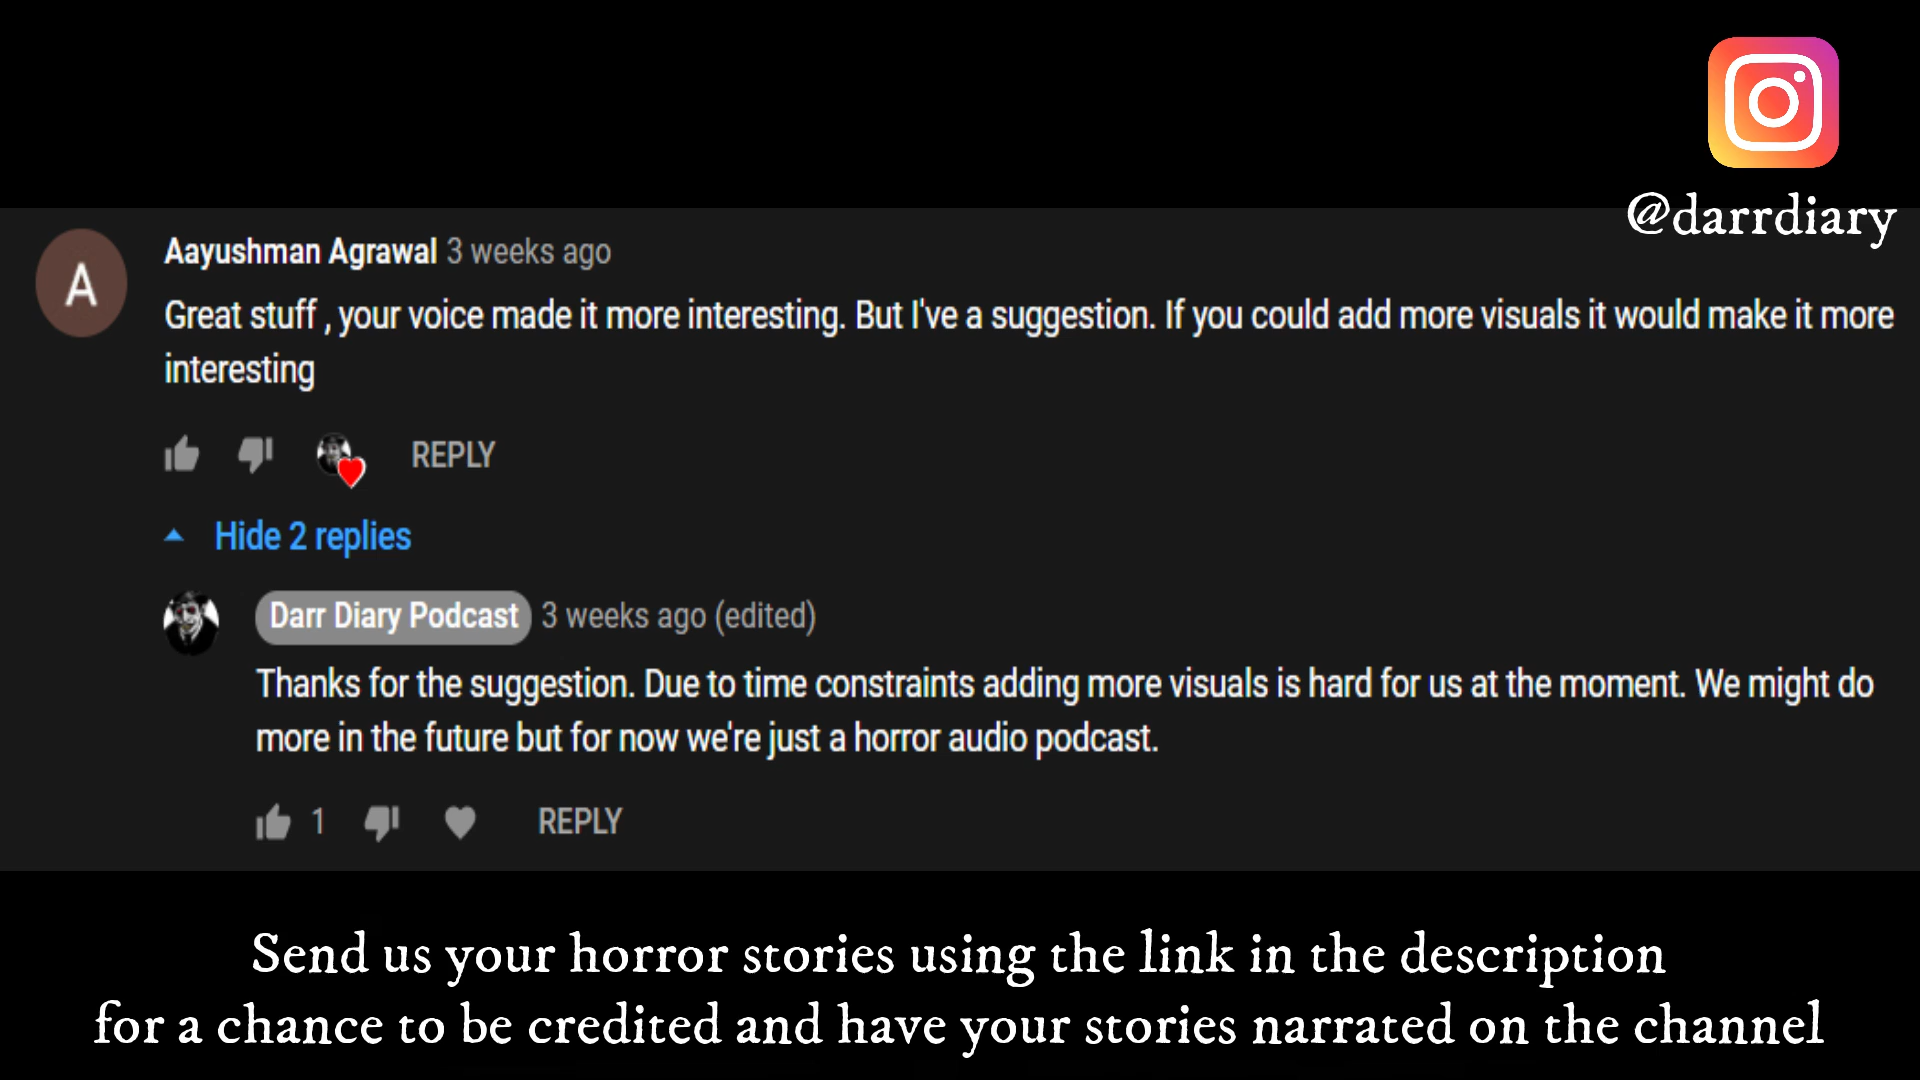 @darrdiary
A
Aayushman Agrawal 3 weeks ago
Great stuff , your voice made it more interesting. But I've a suggestion. If you could add more visuals it would make it more
interesting
REPLY
Hide 2 replies
Darr Diary Podcast 3 weeks ago (edited)
Thanks for the suggestion. Due to time constraints adding more visuals is hard for us at the moment. We might do
more in the future but for now we're just a horror audio podcast.
1 REPLY
Send us your horror stories using the link in the description
for a chance to be credited and have your stories narrated on the channel